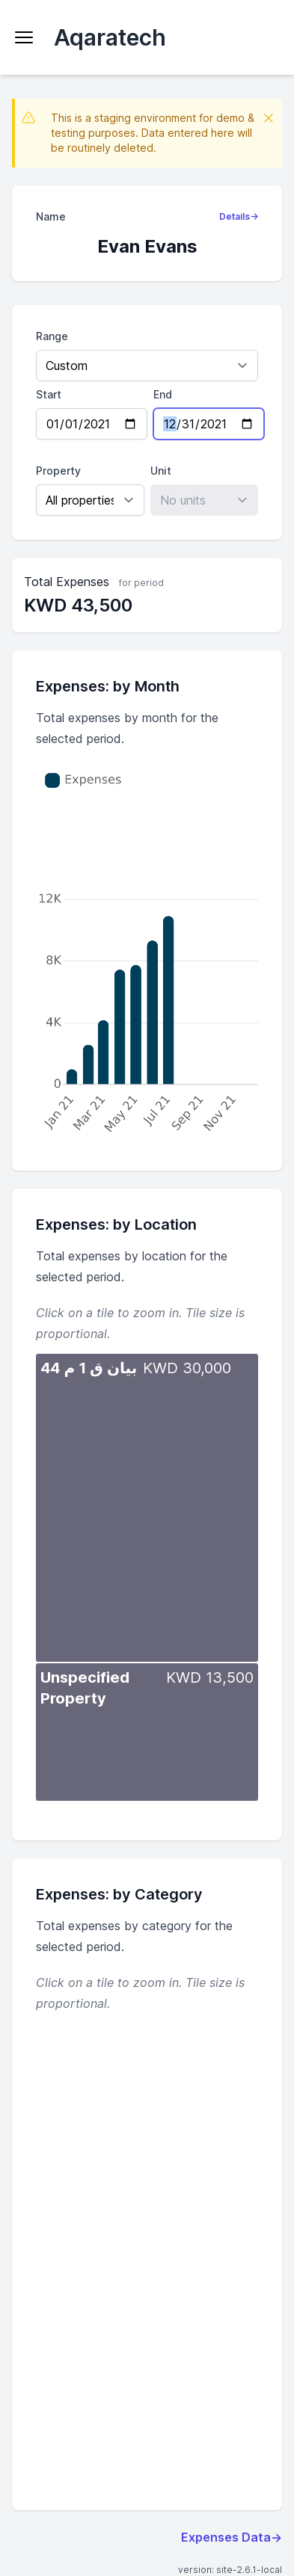 Aqaratech
This is a staging environment for demo &
testing purposes. Data entered here will
be routinely deleted.
Name
Details→
Evan Evans
Range
Custom
Start
End
01/01/2021
12/31/2021
Property
Unit
All properties
No units
Total Expenses for period
KWD 43,500
Expenses: by Month
Total expenses by month for the
selected period.
Expenses
12K
8K
4K
0
Jan 21
Mar 21
May 21
Jul 21
Sep 21
Nov 21
Expenses: by Location
Total expenses by location for the
selected period.
Click on a tile to zoom in. Tile size is
proportional.
بيان ق 1 م 44 KWD 30,000
Unspecified
Property
KWD 13,500
Expenses: by Category
Total expenses by category for the
selected period.
Click on a tile to zoom in. Tile size is
proportional.
Expenses Data→
version: site-2.6.1-local